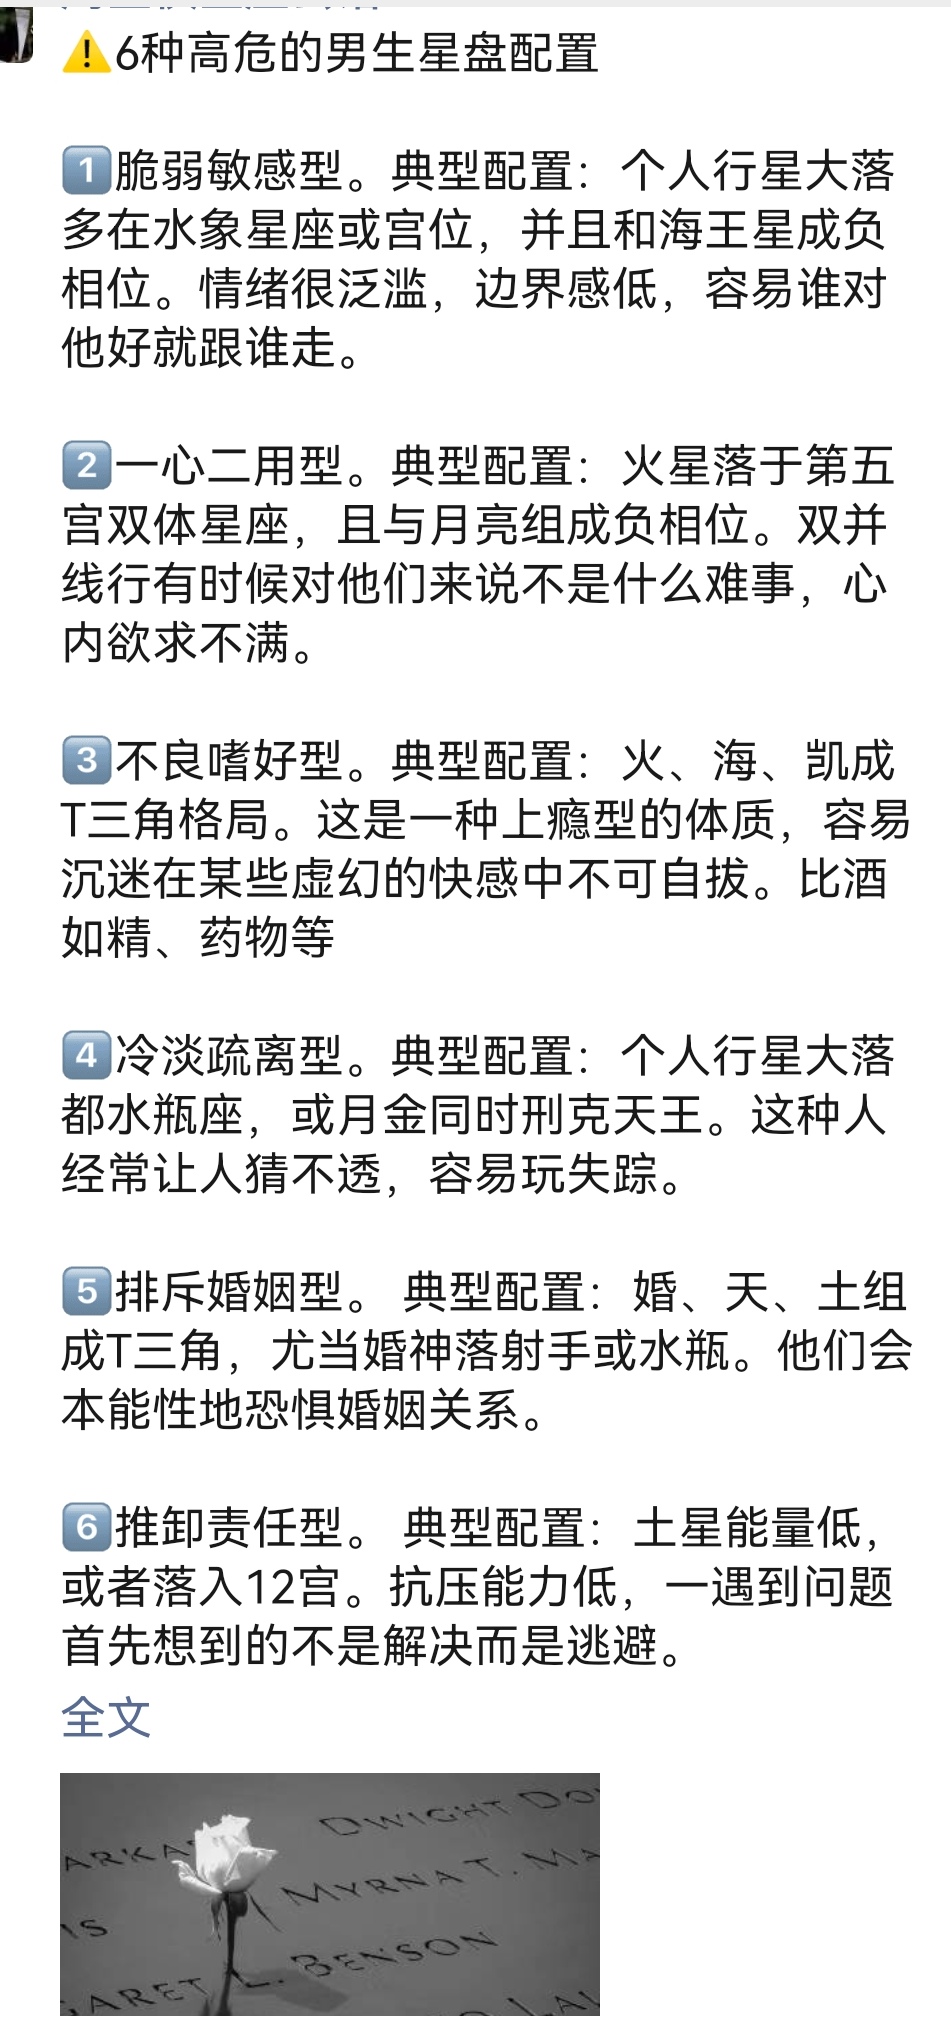 ⚠️6种高危的男生星盘配置
1️⃣脆弱敏感型。典型配置：个人行星大落
多在水象星座或宫位，并且和海王星成负
相位。情绪很泛滥，边界感低，容易谁对
他好就跟谁走。
2️⃣一心二用型。典型配置：火星落于第五
宫双体星座，且与月亮组成负相位。双并
线行有时候对他们来说不是什么难事，心
内欲求不满。
3️⃣不良嗜好型。典型配置：火、海、凯成
T三角格局。这是一种上瘾型的体质，容易
沉迷在某些虚幻的快感中不可自拔。比酒
如精、药物等
4️⃣冷淡疏离型。典型配置：个人行星大落
都水瓶座，或月金同时刑克天王。这种人
经常让人猜不透，容易玩失踪。
5️⃣排斥婚姻型。 典型配置：婚、天、土组
成T三角，尤当婚神落射手或水瓶。他们会
本能性地恐惧婚姻关系。
6️⃣推卸责任型。 典型配置：土星能量低，
或者落入12宫。抗压能力低，一遇到问题
首先想到的不是解决而是逃避。
全文
DWIGHT DO
ARKA
MYRNA T. MA
IS
GARET L. BENSON